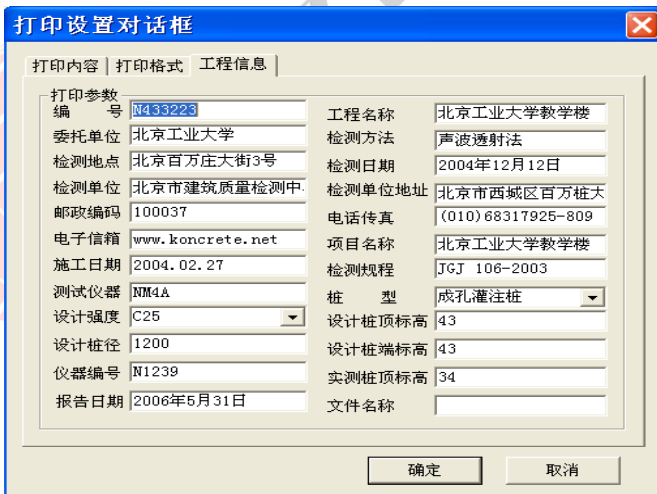 打印设置对话框
打印内容 打印格式 工程信息
打印参数
编 号 N433223
工程名称 北京工业大学教学楼
委托单位 北京工业大学
检测方法 声波透射法
检测地点 北京百万庄大街3号
检测日期 2004年12月12日
检测单位 北京市建筑质量检测中
检测单位地址 北京市西城区百万桩大
邮政编码 100037
电话传真 (010)68317925-809
电子信箱 www.koncrete.net
项目名称 北京工业大学教学楼
施工日期 2004.02.27
检测规程 JGJ 106-2003
测试仪器 NM4A
桩 型 成孔灌注桩
设计强度 C25
设计桩顶标高 43
设计桩径 1200
设计桩端标高 43
仪器编号 N1239
实测桩顶标高 34
报告日期 2006年5月31日
文件名称
确定 取消